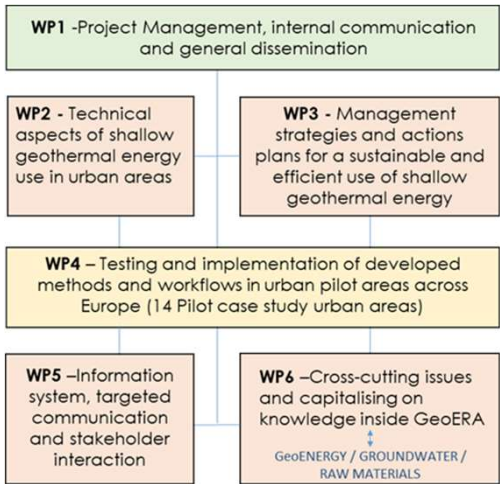 WP1 -Project Management, internal communication
and general dissemination
WP2 - Technical
aspects of shallow
geothermal energy
use in urban areas
WP3 - Management
strategies and actions
plans for a sustainable and
efficient use of shallow
geothermal energy
WP4 – Testing and implementation of developed
methods and workflows in urban pilot areas across
Europe (14 Pilot case study urban areas)
WP5 –Information
system, targeted
communication
and stakeholder
interaction
WP6 –Cross-cutting issues
and capitalising on
knowledge inside GeoERA
GeoENERGY / GROUNDWATER /
RAW MATERIALS